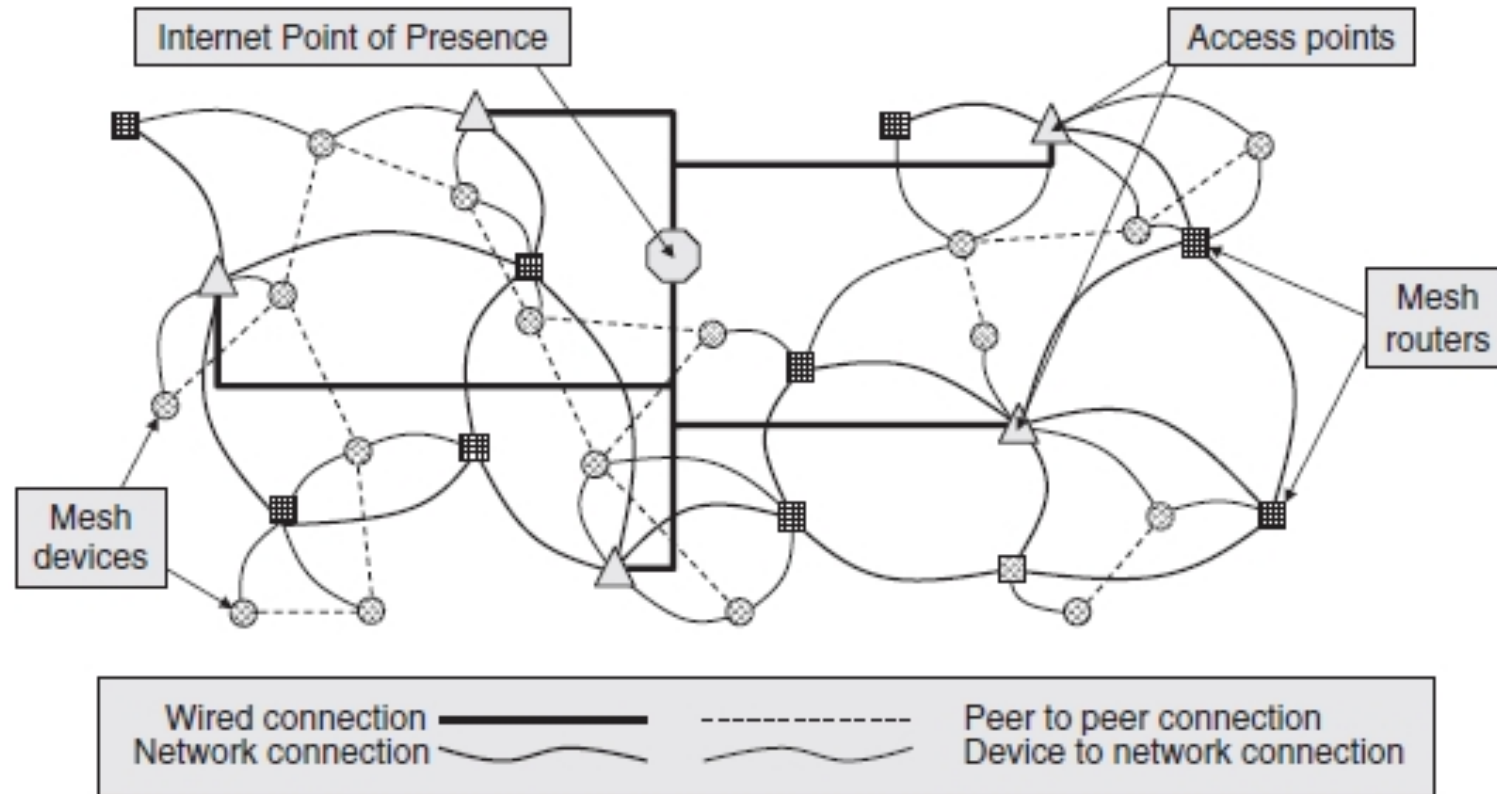 Internet Point of Presence
Access points
Mesh
routers
Mesh
devices
Wired connection
Peer to peer connection
Network connection
Device to network connection